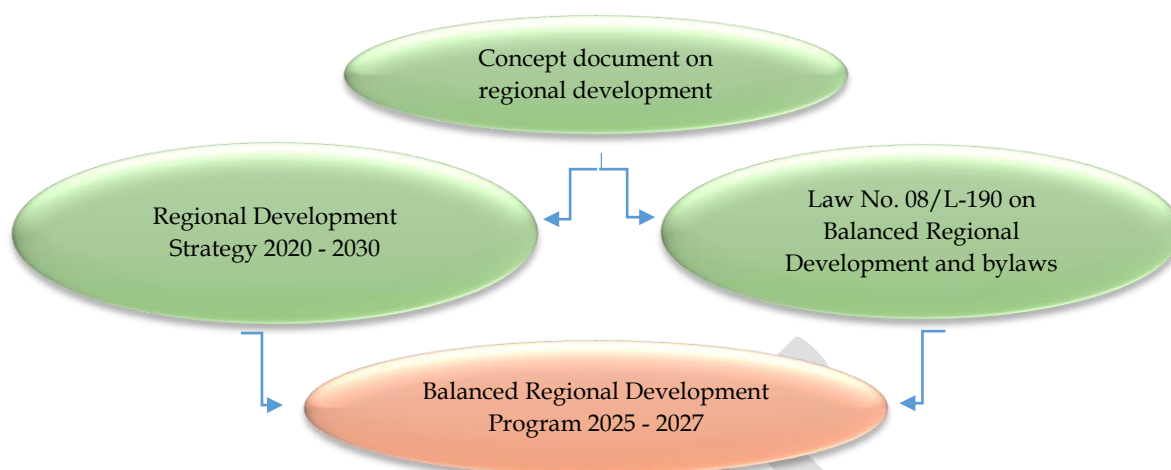 Concept document on
regional development
Regional Development
Strategy 2020 - 2030
Law No. 08/L-190 on
Balanced Regional
Development and bylaws
Balanced Regional Development
Program 2025 - 2027